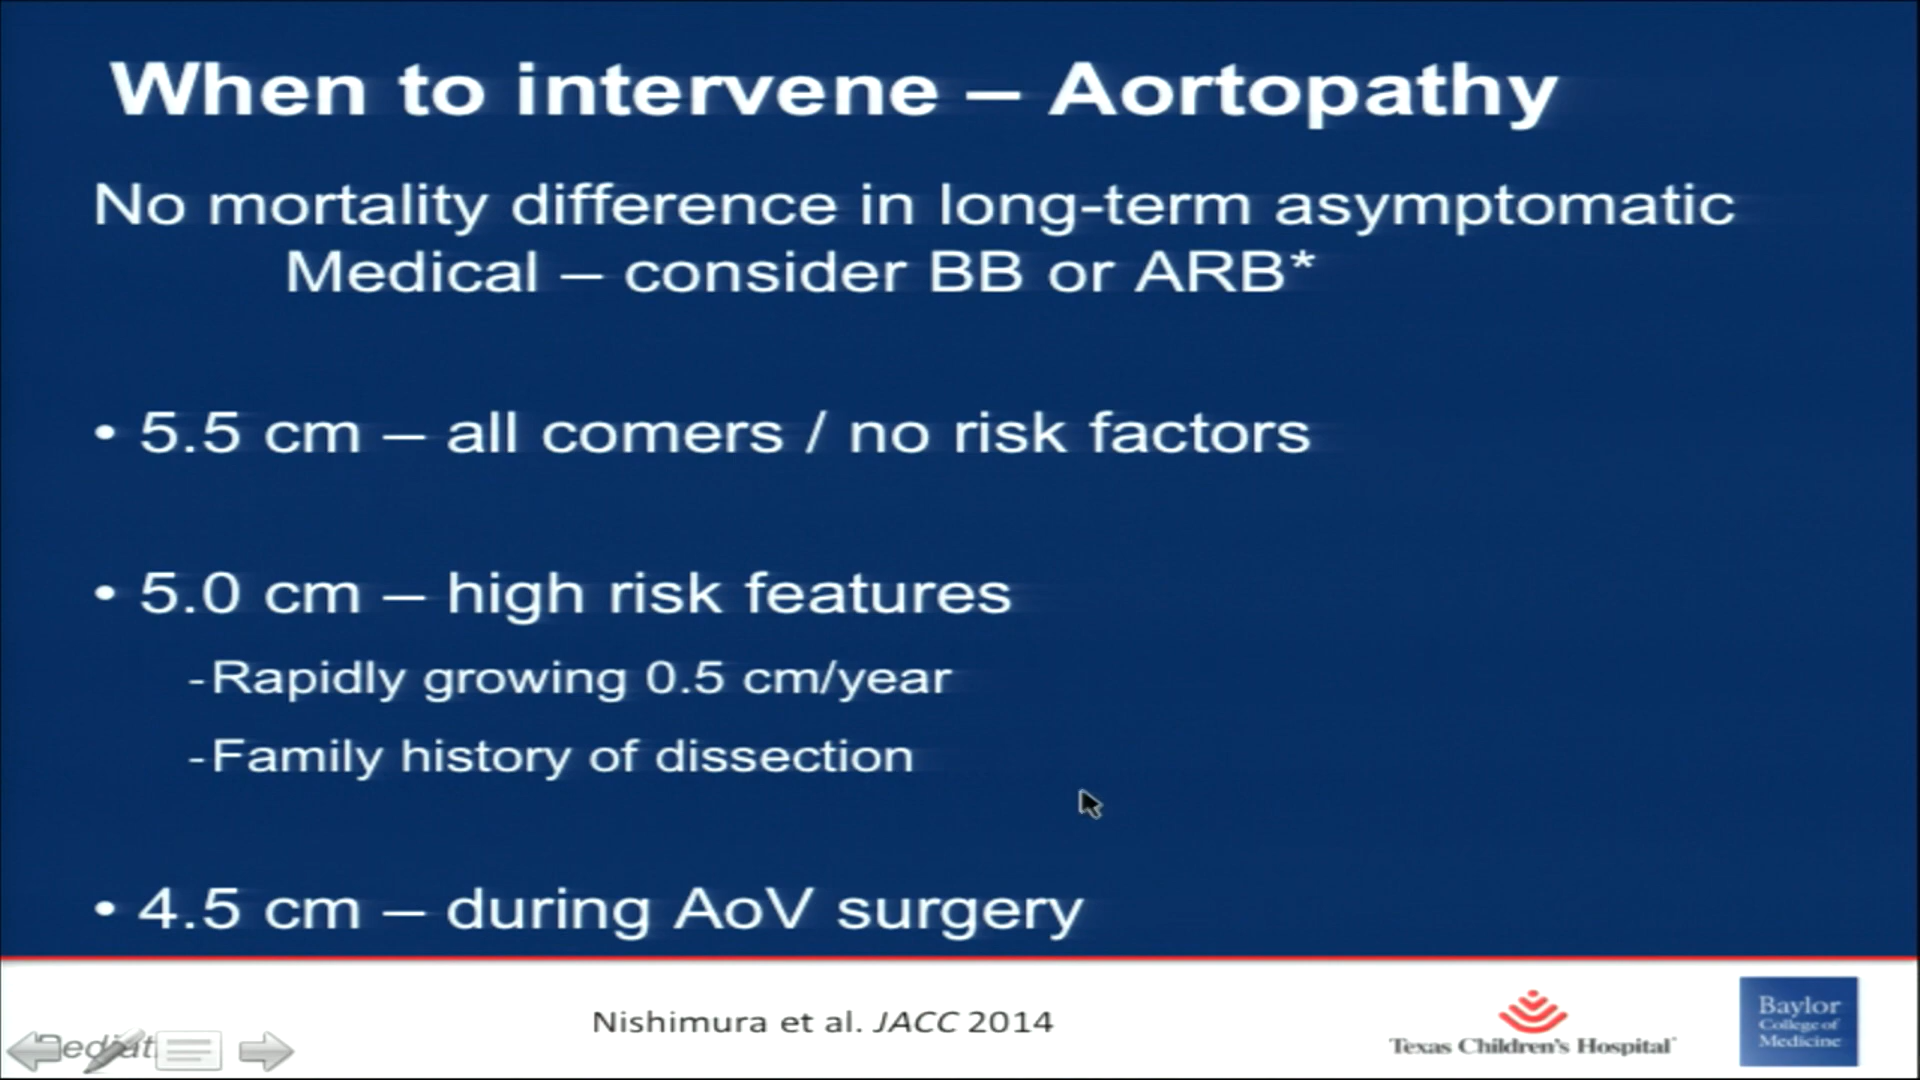 When to intervene – Aortopathy
No mortality difference in long-term asymptomatic
Medical – consider BB or ARB*
• 5.5 cm – all comers / no risk factors
• 5.0 cm – high risk features
-Rapidly growing 0.5 cm/year
-Family history of dissection
• 4.5 cm – during AoV surgery
Nishimura et al. JACC 2014
Texas Children's Hospital
Baylor
College of
Medicine